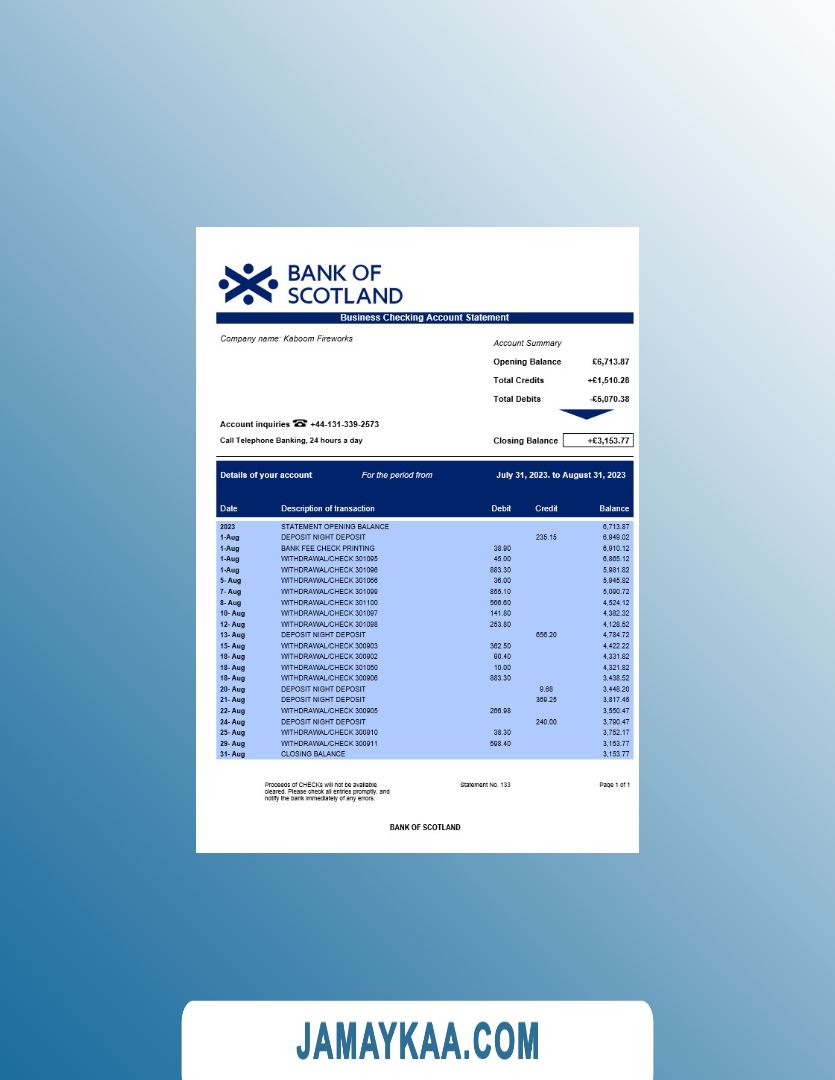 BANK OF
SCOTLAND
Business Checking Account Statement
Company name: Kaboom Fireworks
Account Summary
Opening Balance £6,713.87
Total Credits +£1,510.28
Total Debits -£5,070.38
Account inquiries ☎ +44-131-339-2573
Call Telephone Banking, 24 hours a day
Closing Balance +£3,153.77
Details of your account For the period from July 31, 2023. to August 31, 2023
Date Description of transaction Debit Credit Balance
2023 STATEMENT OPENING BALANCE 6,713.87
1-Aug DEPOSIT NIGHT DEPOSIT 235.15 6,949.02
1-Aug BANK FEE CHECK PRINTING 38.90 6,910.12
1-Aug WITHDRAWAL/CHECK 301095 45.00 6,865.12
1-Aug WITHDRAWAL/CHECK 301096 883.30 5,981.82
5- Aug WITHDRAWAL/CHECK 301066 36.00 5,945.82
7- Aug WITHDRAWAL/CHECK 301099 855.10 5,090.72
8- Aug WITHDRAWAL/CHECK 301100 566.60 4,524.12
10- Aug WITHDRAWAL/CHECK 301097 141.80 4,382.32
12- Aug WITHDRAWAL/CHECK 301098 253.80 4,128.52
13- Aug DEPOSIT NIGHT DEPOSIT 656.20 4,784.72
15- Aug WITHDRAWAL/CHECK 300903 362.50 4,422.22
18- Aug WITHDRAWAL/CHECK 300902 90.40 4,331.82
18- Aug WITHDRAWAL/CHECK 301050 10.00 4,321.82
18- Aug WITHDRAWAL/CHECK 300906 883.30 3,438.52
20- Aug DEPOSIT NIGHT DEPOSIT 9.68 3,448.20
21- Aug DEPOSIT NIGHT DEPOSIT 369.25 3,817.45
22- Aug WITHDRAWAL/CHECK 300905 266.98 3,550.47
24- Aug DEPOSIT NIGHT DEPOSIT 240.00 3,790.47
25- Aug WITHDRAWAL/CHECK 300910 38.30 3,752.17
29- Aug WITHDRAWAL/CHECK 300911 598.40 3,153.77
31- Aug CLOSING BALANCE 3,153.77
Proceeds of CHECKs will not be available
cleared. Please check all entries promptly, and
notify the bank immediately of any errors.
Statement No. 133
Page 1 of 1
BANK OF SCOTLAND
JAMAYKAA.COM